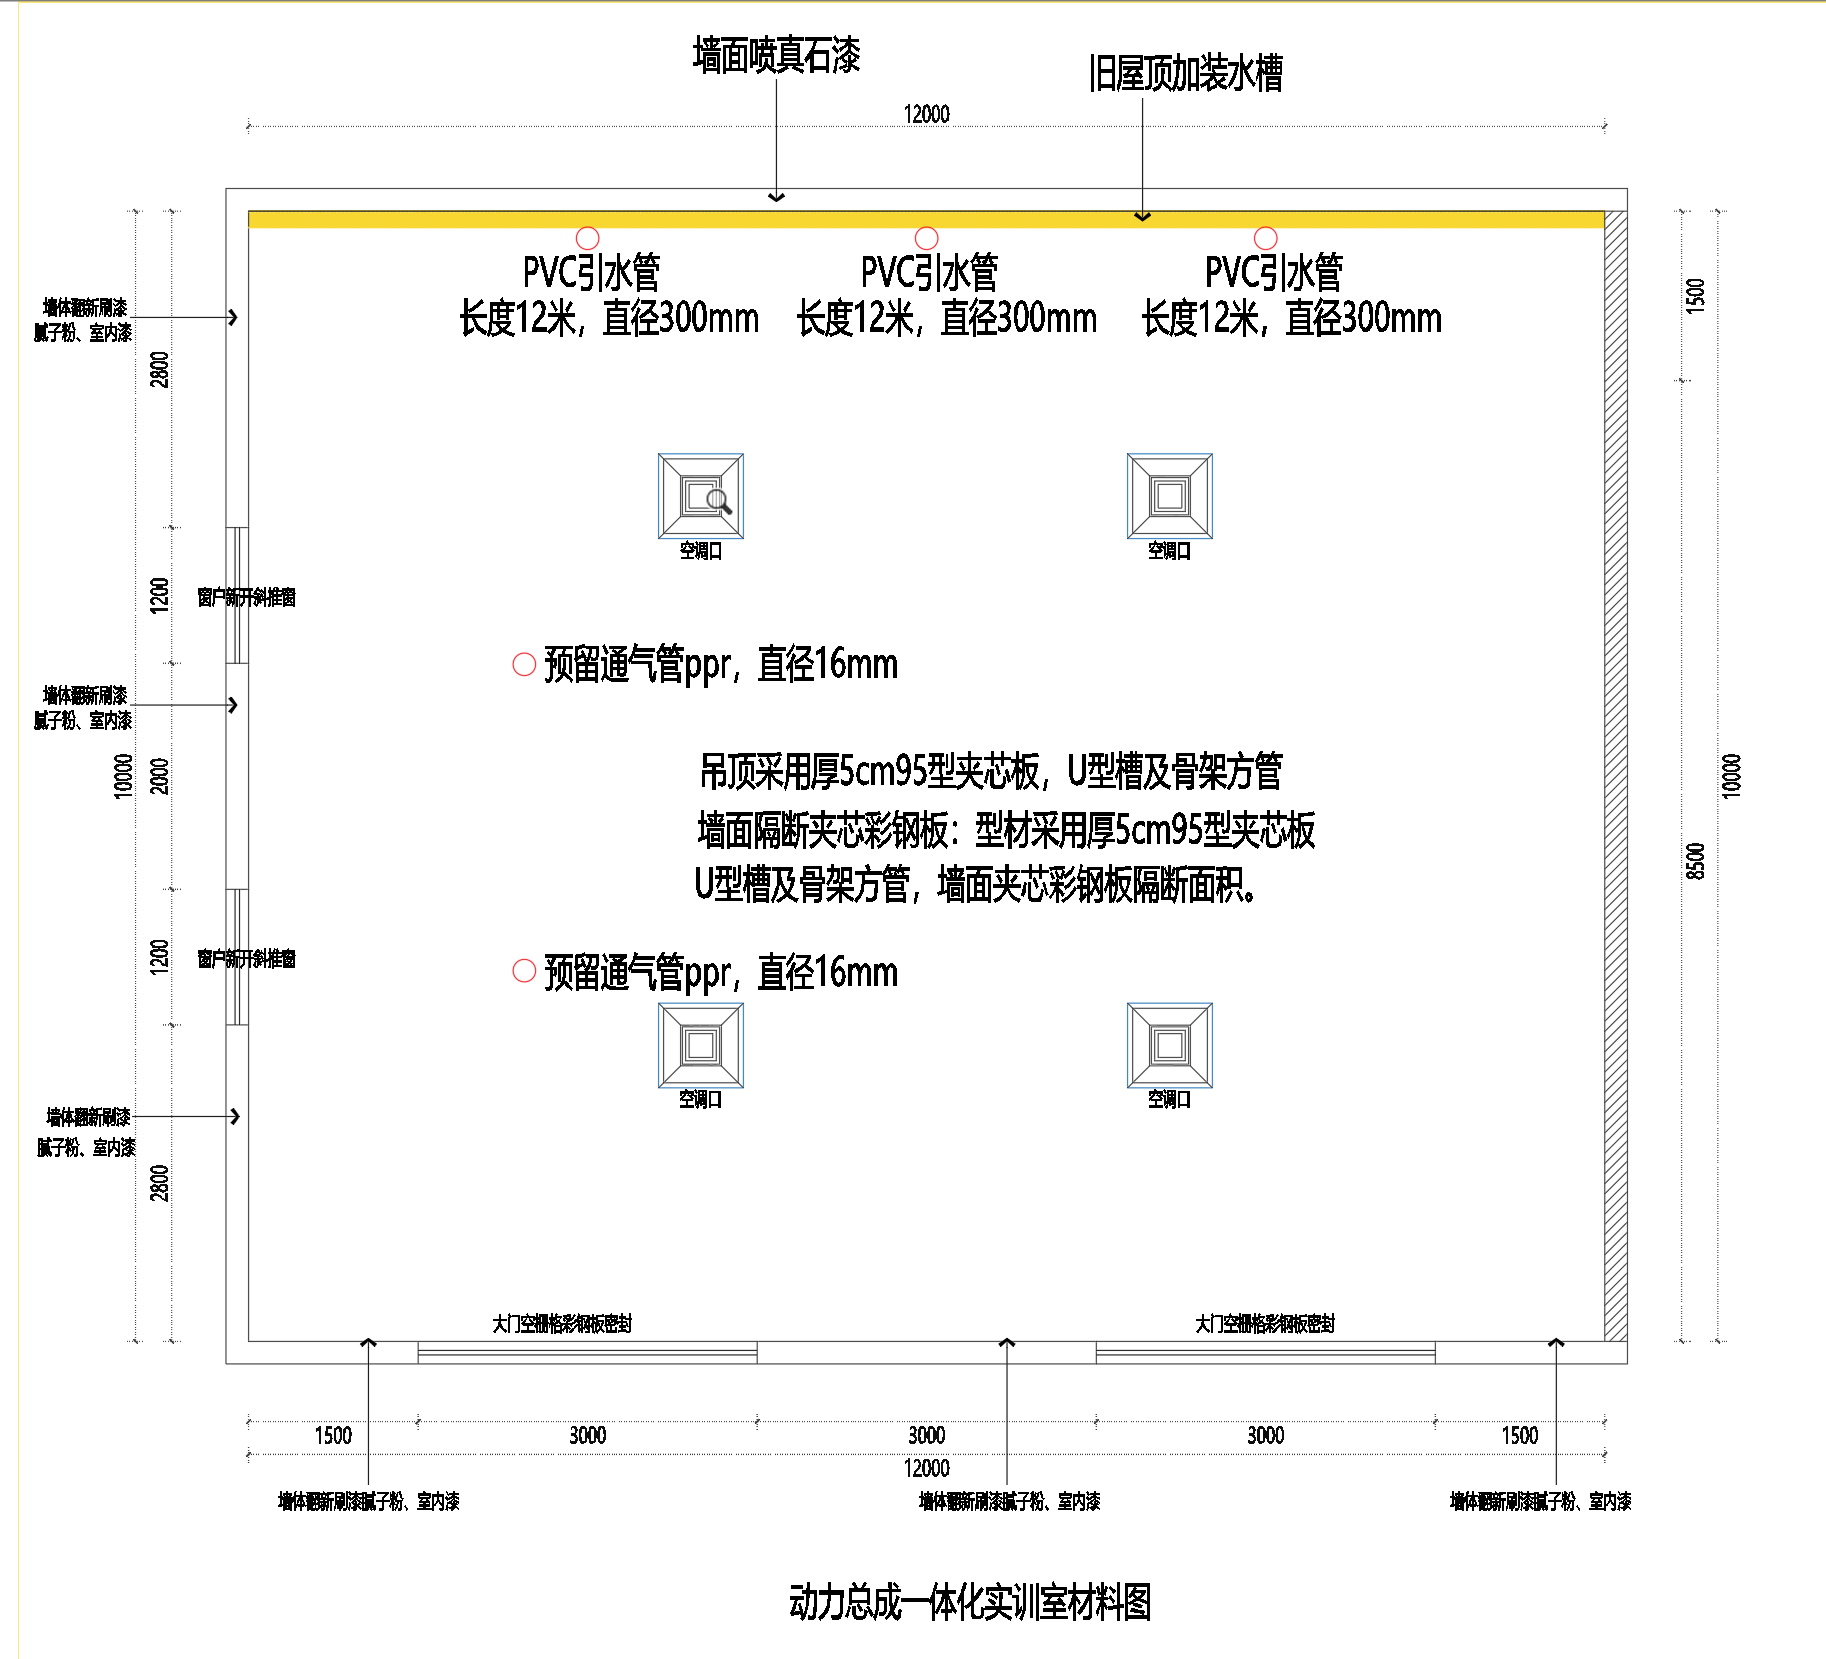 墙面喷真石漆
旧屋顶加装水槽
12000
PVC引水管
长度12米，直径300mm
PVC引水管
长度12米，直径300mm
PVC引水管
长度12米，直径300mm
墙体翻新刷漆
腻子粉、室内漆
2800
1500
空调口
空调口
1200
窗户新开斜推窗
预留通气管ppr，直径16mm
墙体翻新刷漆
腻子粉、室内漆
10000
2000
吊顶采用厚5cm95型夹芯板，U型槽及骨架方管
墙面隔断夹芯彩钢板：型材采用厚5cm95型夹芯板
U型槽及骨架方管，墙面夹芯彩钢板隔断面积。
10000
8500
1200
窗户新开斜推窗
预留通气管ppr，直径16mm
空调口
空调口
墙体翻新刷漆
腻子粉、室内漆
2800
大门空栅格彩钢板密封
大门空栅格彩钢板密封
1500
3000
3000
3000
1500
12000
墙体翻新刷漆腻子粉、室内漆
墙体翻新刷漆腻子粉、室内漆
墙体翻新刷漆腻子粉、室内漆
动力总成一体化实训室材料图